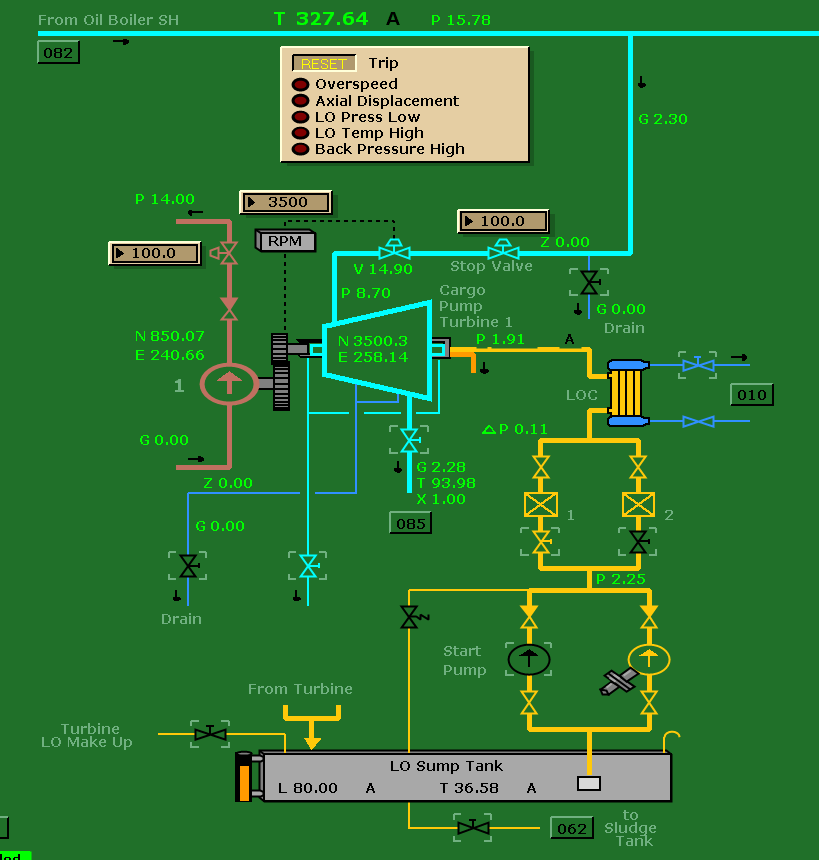 From Oil Boiler SH
T 327.64 A P 15.78
082
RESET Trip
Overspeed
Axial Displacement
LO Press Low
LO Temp High
Back Pressure High
G 2.30
P 14.00
3500
100.0
RPM
100.0
Stop Valve
Z 0.00
V 14.90
P 8.70
Cargo
Pump
Turbine 1
G 0.00
Drain
N 850.07
E 240.66
N 3500.3
E 258.14
P 1.91
A
1
LOC
010
G 0.00
△P 0.11
Z 0.00
G 2.28
T 93.98
X 1.00
085
G 0.00
1
2
P 2.25
Drain
Start
Pump
From Turbine
Turbine
LO Make Up
LO Sump Tank
L 80.00 A T 36.58 A
062
to
Sludge
Tank